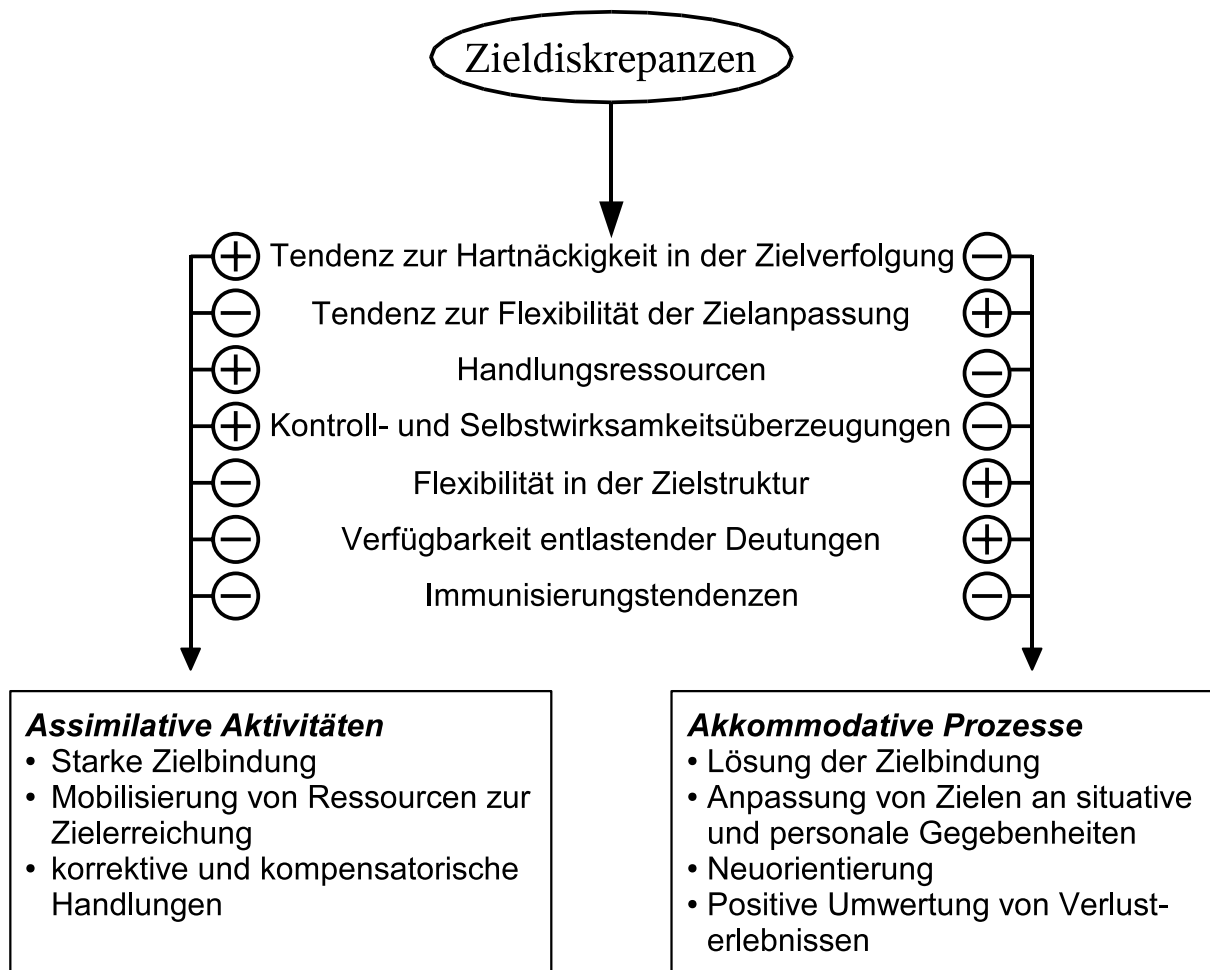 Zieldiskrepanzen
+ Tendenz zur Hartnäckigkeit in der Zielverfolgung −
− Tendenz zur Flexibilität der Zielanpassung +
+ Handlungsressourcen −
+ Kontroll- und Selbstwirksamkeitsüberzeugungen −
− Flexibilität in der Zielstruktur +
− Verfügbarkeit entlastender Deutungen +
− Immunisierungstendenzen −
Assimilative Aktivitäten
• Starke Zielbindung
• Mobilisierung von Ressourcen zur
Zielerreichung
• korrektive und kompensatorische
Handlungen
Akkommodative Prozesse
• Lösung der Zielbindung
• Anpassung von Zielen an situative
und personale Gegebenheiten
• Neuorientierung
• Positive Umwertung von Verlust-
erlebnissen